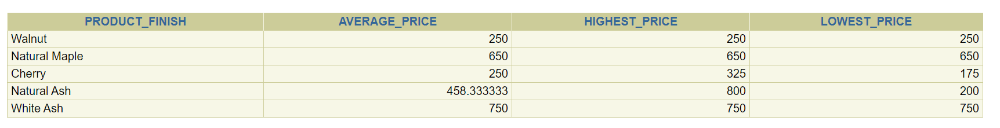 PRODUCT_FINISH AVERAGE_PRICE HIGHEST_PRICE LOWEST_PRICE
Walnut 250 250 250
Natural Maple 650 650 650
Cherry 250 325 175
Natural Ash 458.333333 800 200
White Ash 750 750 750